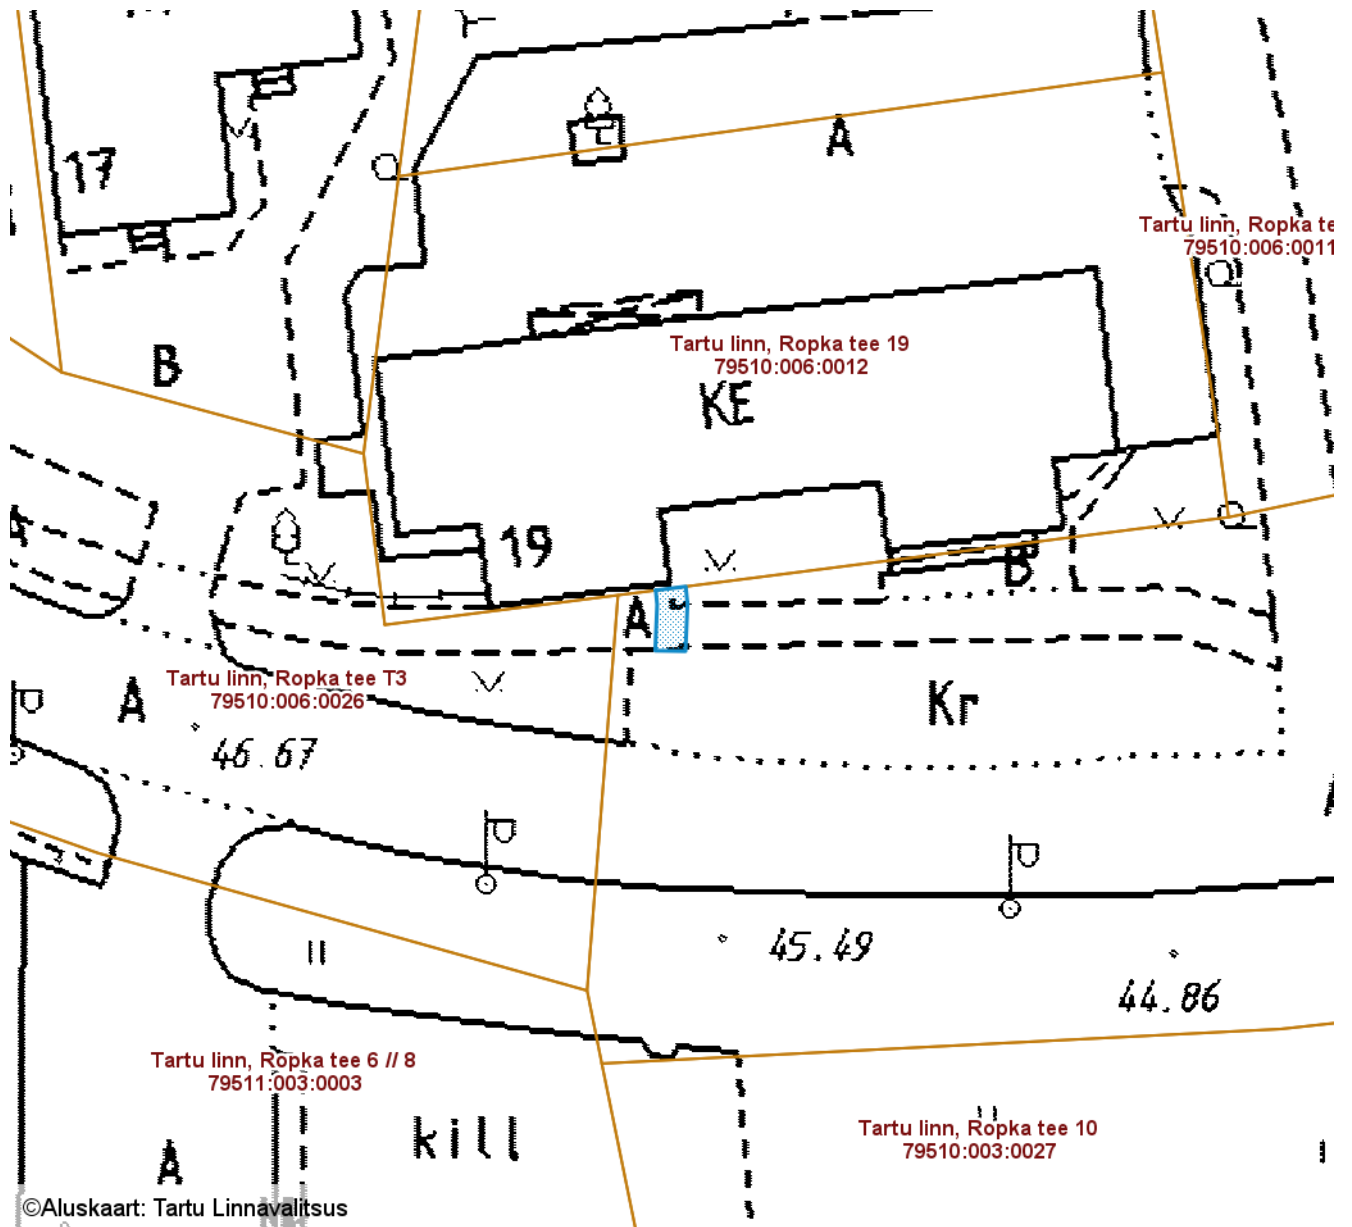 A
17
Tartu linn, Ropka te
79510:006:0011
Tartu linn, Ropka tee 19
79510:006:0012
B
KE
19
B
A
Tartu linn, Ropka tee T3
79510:006:0026
A
Kr
46.67
45.49
44.86
Tartu linn, Ropka tee 6 // 8
79511:003:0003
kill
Tartu linn, Ropka tee 10
79510:003:0027
A
©Aluskaart: Tartu Linnavalitsus